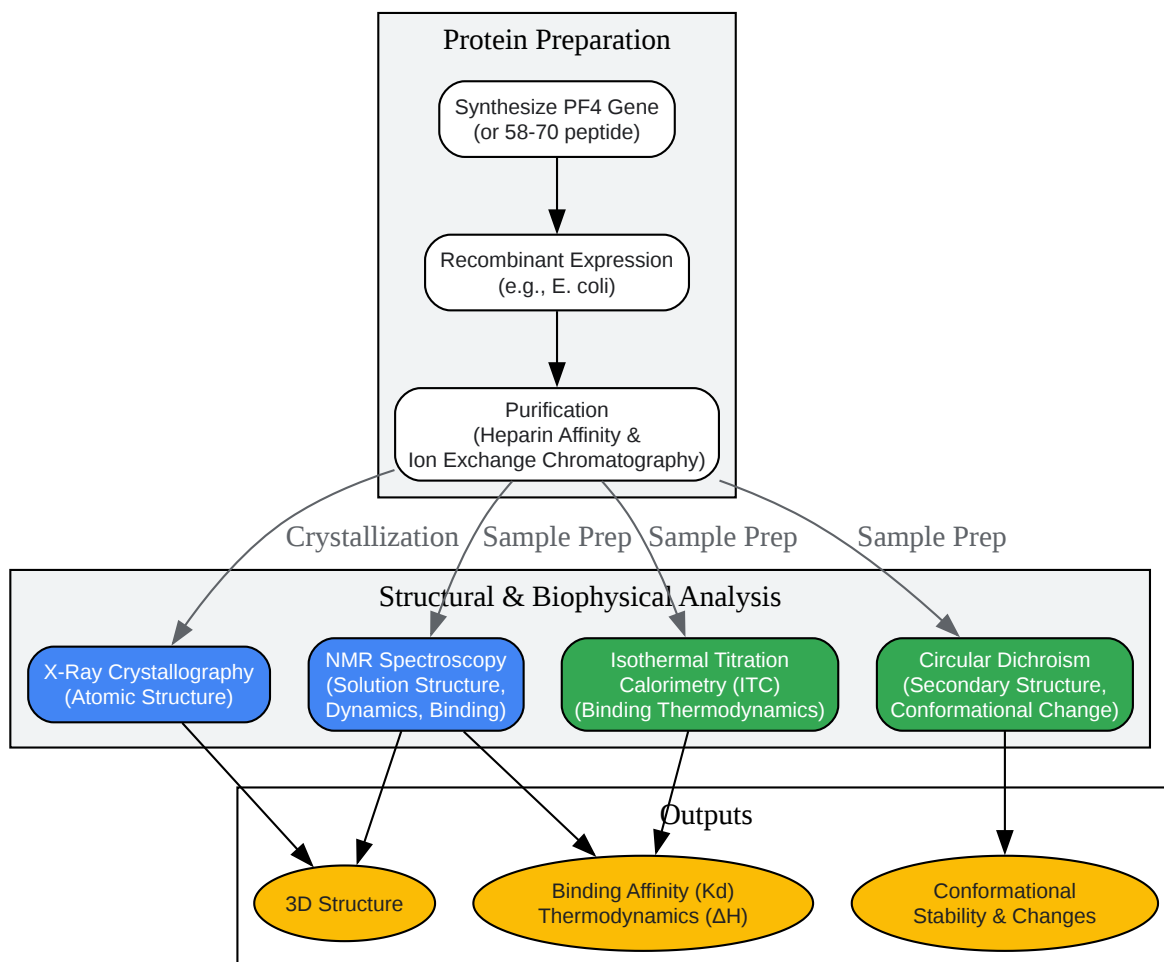 Protein Preparation
Synthesize PF4 Gene
(or 58-70 peptide)
Recombinant Expression
(e.g., E. coli)
Purification
(Heparin Affinity &
Ion Exchange Chromatography)
Crystallization
Sample Prep
Sample Prep
Sample Prep
Structural & Biophysical Analysis
X-Ray Crystallography
(Atomic Structure)
NMR Spectroscopy
(Solution Structure,
Dynamics, Binding)
Isothermal Titration
Calorimetry (ITC)
(Binding Thermodynamics)
Circular Dichroism
(Secondary Structure,
Conformational Change)
Outputs
3D Structure
Binding Affinity (Kd)
Thermodynamics (ΔH)
Conformational
Stability & Changes